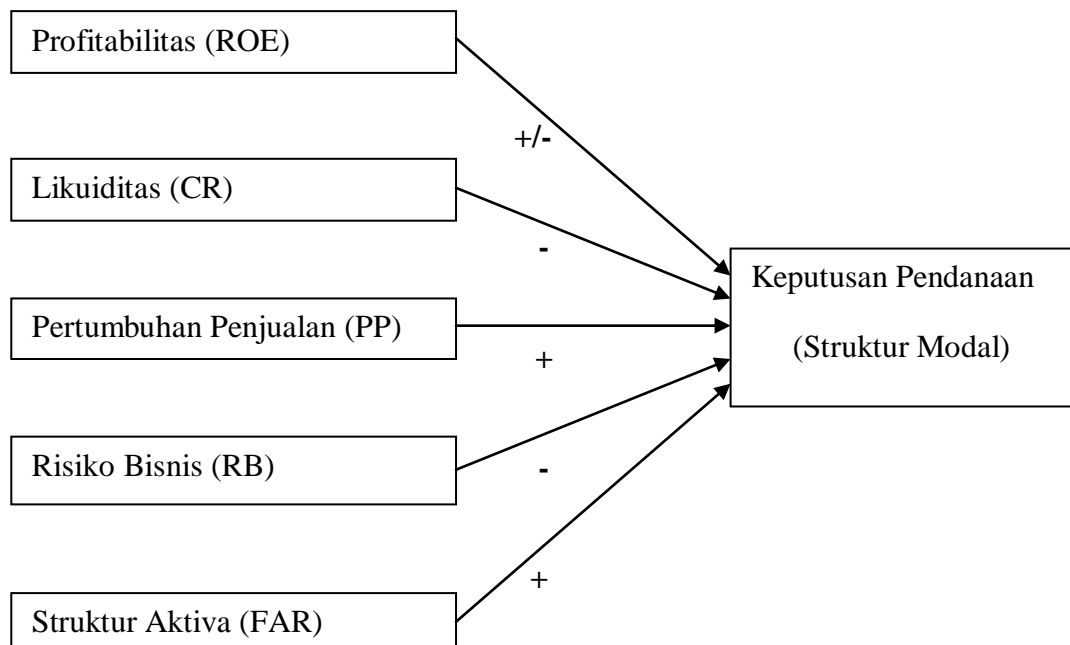 Profitabilitas (ROE)
+/-
Likuiditas (CR)
-
Keputusan Pendanaan
(Struktur Modal)
Pertumbuhan Penjualan (PP)
+
Risiko Bisnis (RB)
-
+
Struktur Aktiva (FAR)